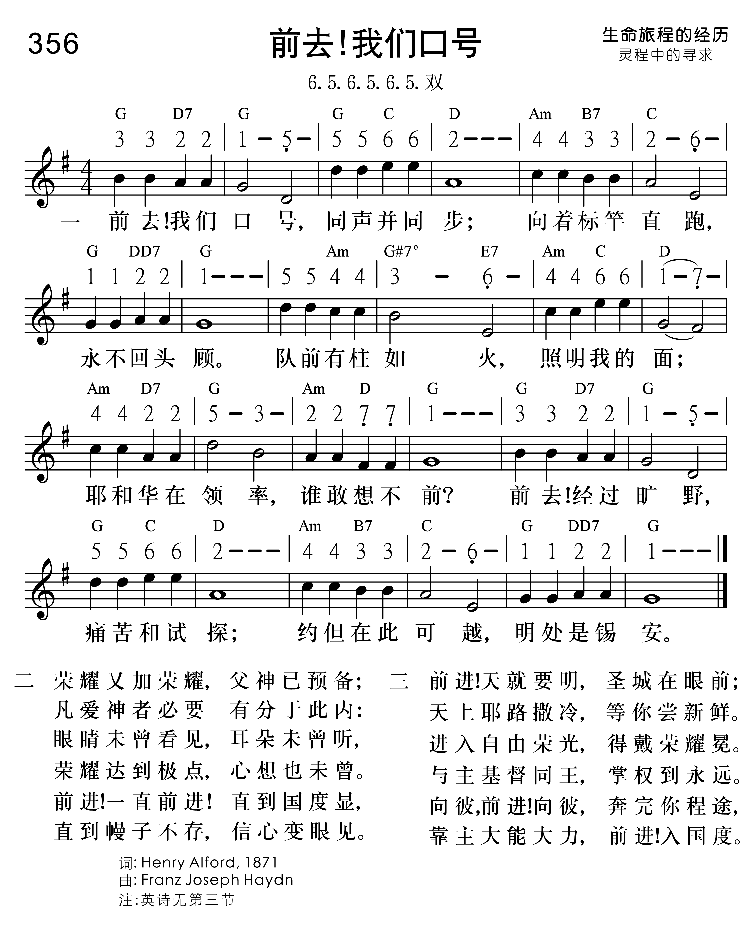 356
前去!我们口号
生命旅程的经历
灵程中的寻求
6.5.6.5.6.5.双
G D7 G G C D Am B7 C
3 3 2 2 | 1 – 5 – | 5 5 6 6 | 2 – – – | 4 4 3 3 | 2 – 6 – |
4
4
一 前去!我们 口 号, 同声并同 步; 向着标竿 直 跑,
G DD7 G Am G#7° E7 Am C D
1 1 2 2 | 1 – – – | 5 5 4 4 | 3 – 6 – | 4 4 6 6 | 1 – 7 – |
永不回头 顾。 队前有柱 如 火, 照明我的 面;
Am D7 G Am D G G D7 G
4 4 2 2 | 5 – 3 – | 2 2 7 7 | 1 – – – | 3 3 2 2 | 1 – 5 – |
耶和华在 领 率, 谁敢想不 前? 前去!经过 旷 野,
G C D Am B7 C G DD7 G
5 5 6 6 | 2 – – – | 4 4 3 3 | 2 – 6 – | 1 1 2 2 | 1 – – – ‖
痛苦和试 探; 约但在此 可 越, 明处是锡 安。
二 荣耀又加荣耀, 父神已预备;
凡爱神者必要 有分于此内:
眼睛未曾看见, 耳朵未曾听,
荣耀达到极点, 心想也未曾。
前进!一直前进! 直到国度显,
直到幔子不存, 信心变眼见。
三 前进!天就要明, 圣城在眼前;
天上耶路撒冷, 等你尝新鲜。
进入自由荣光, 得戴荣耀冕。
与主基督同王, 掌权到永远。
向彼,前进!向彼, 奔完你程途,
靠主大能大力, 前进!入国度。
词: Henry Alford, 1871
曲: Franz Joseph Haydn
注:英诗无第三节